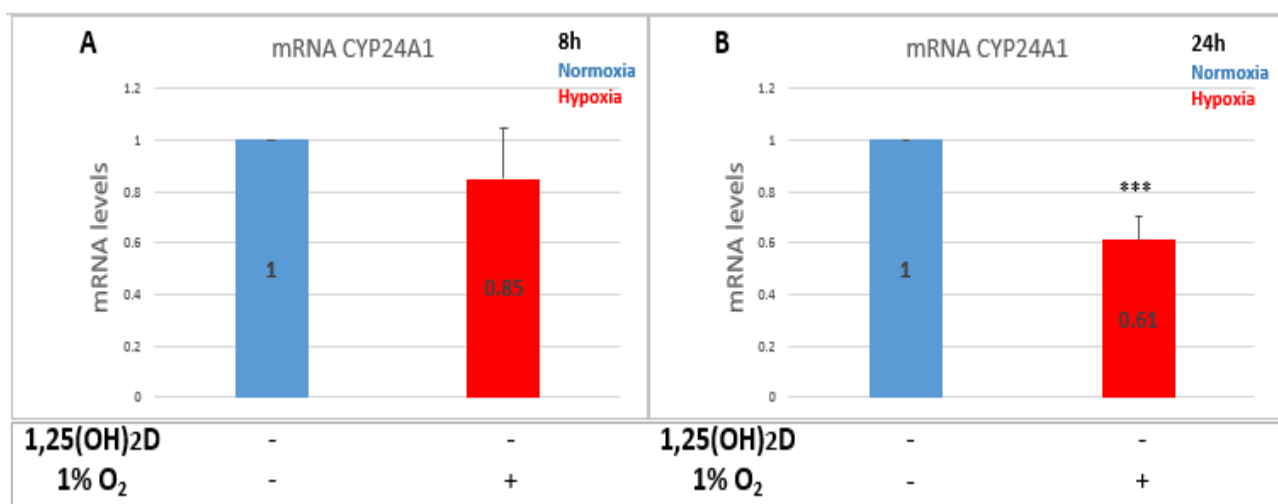 A
mRNA CYP24A1
8h
Normoxia
Hypoxia
mRNA levels
1.2
1
0.8
0.6
0.4
0.2
0
1
0.85
B
mRNA CYP24A1
24h
Normoxia
Hypoxia
mRNA levels
1.2
1
0.8
0.6
0.4
0.2
0
1
***
0.61
1,25(OH)2D - - 1,25(OH)2D - -
1% O₂ - + 1% O₂ - +